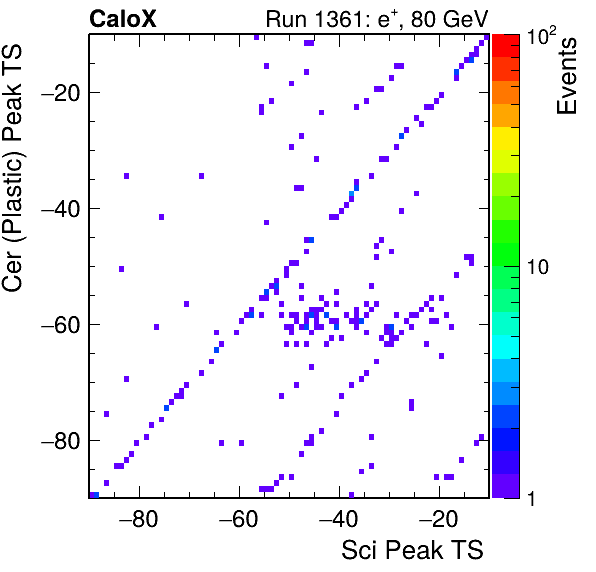 CaloX Run 1361: e⁺, 80 GeV
Cer (Plastic) Peak TS
−20
−40
−60
−80
−80 −60 −40 −20
Sci Peak TS
10²
10
1
Events